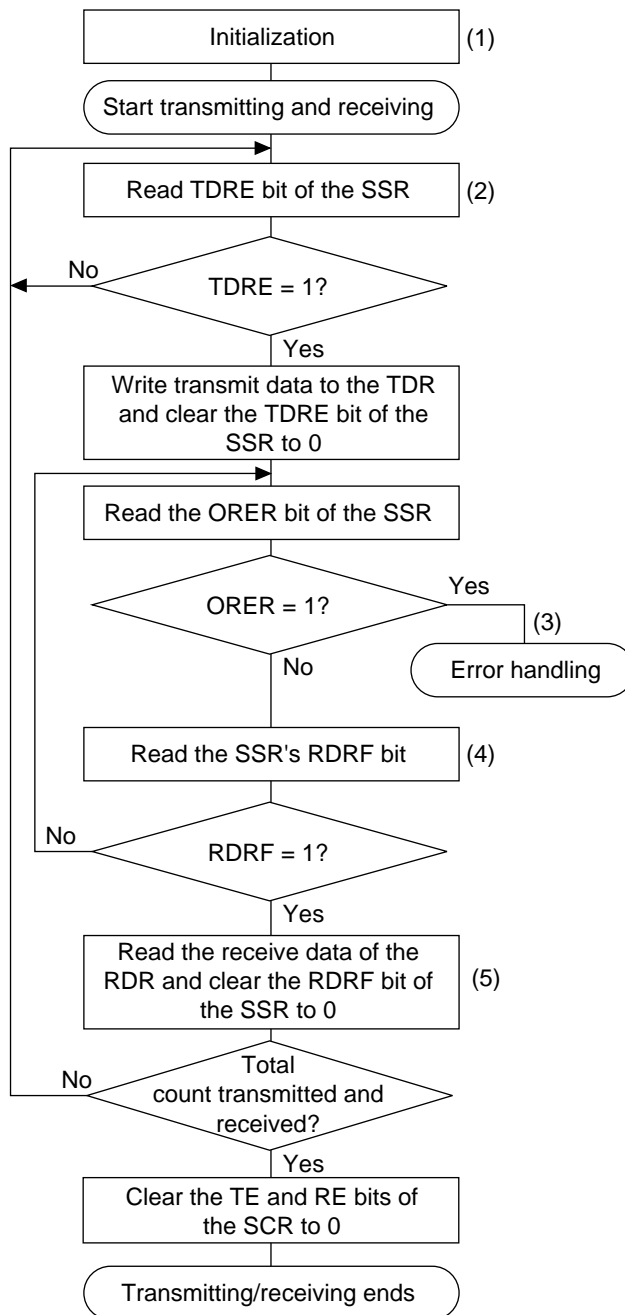 Initialization
(1)
Start transmitting and receiving
Read TDRE bit of the SSR
(2)
No
TDRE = 1?
Yes
Write transmit data to the TDR
and clear the TDRE bit of the
SSR to 0
Read the ORER bit of the SSR
Yes
ORER = 1?
(3)
No
Error handling
Read the SSR's RDRF bit
(4)
No
RDRF = 1?
Yes
Read the receive data of the
RDR and clear the RDRF bit of
the SSR to 0
(5)
No
Total
count transmitted and
received?
Yes
Clear the TE and RE bits of
the SCR to 0
Transmitting/receiving ends